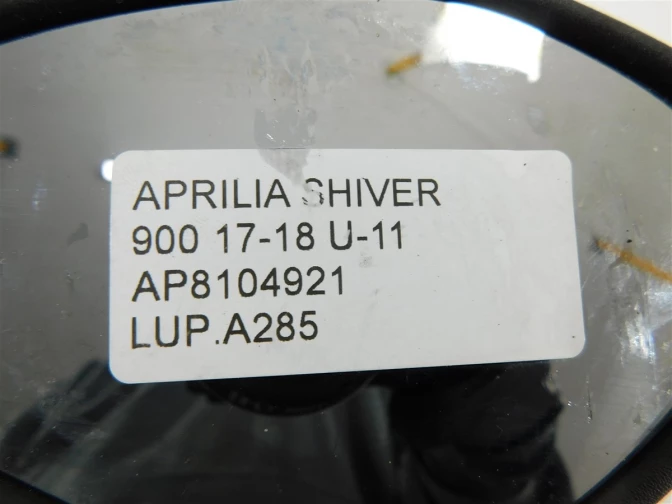 APRILIA SHIVER
900 17-18 U-11
AP8104921
LUP.A285